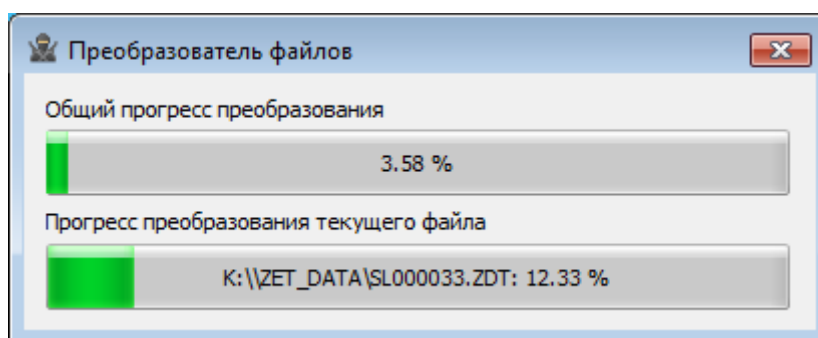 Преобразователь файлов
Общий прогресс преобразования
3.58 %
Прогресс преобразования текущего файла
K:\\ZET_DATA\SL000033.ZDT: 12.33 %